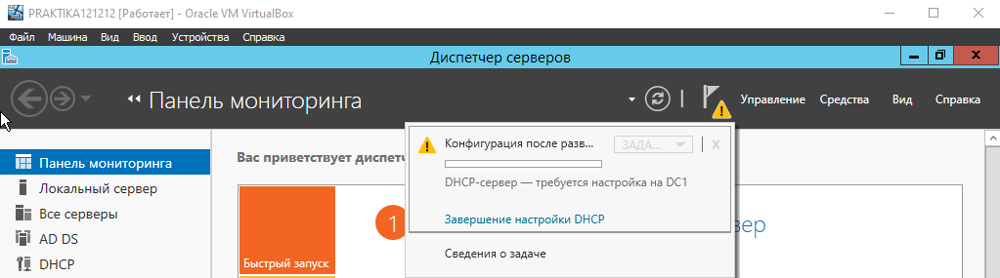 PRAKTIKA121212 [Работает] - Oracle VM VirtualBox
Файл Машина Вид Ввод Устройства Справка
Диспетчер серверов
Панель мониторинга
Управление Средства Вид Справка
Панель мониторинга
Локальный сервер
Все серверы
AD DS
DHCP
Вас приветствует диспетч
Быстрый запуск
1
вер
Конфигурация после разв...
ЗАДА...
DHCP-сервер — требуется настройка на DC1
Завершение настройки DHCP
Сведения о задаче